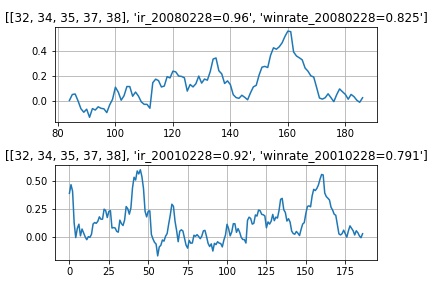 [[32, 34, 35, 37, 38], 'ir_20080228=0.96', 'winrate_20080228=0.825']
0.4
0.2
0.0
80 100 120 140 160 180
[[32, 34, 35, 37, 38], 'ir_20010228=0.92', 'winrate_20010228=0.791']
0.50
0.25
0.00
0 25 50 75 100 125 150 175